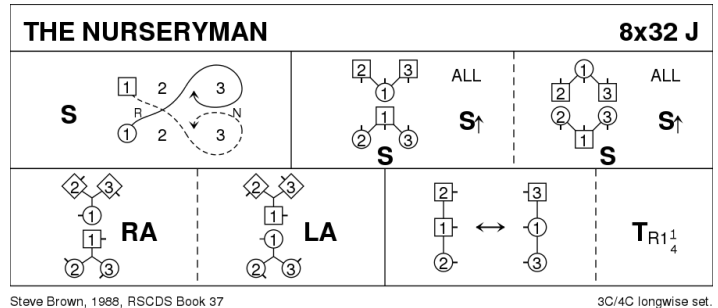 THE NURSERYMAN 8x32 J
S 1 2 3 R N 1 2 3
2 3 1 ALL 1 S↑ 2 3 S
1 ALL 2 3 2 3 S↑ 1 S
2 3 1 1 RA 2 3
2 3 1 1 LA 2 3
2 3 1 ↔ 1 2 3
T R1 1/4
Steve Brown, 1988, RSCDS Book 37 3C/4C longwise set.